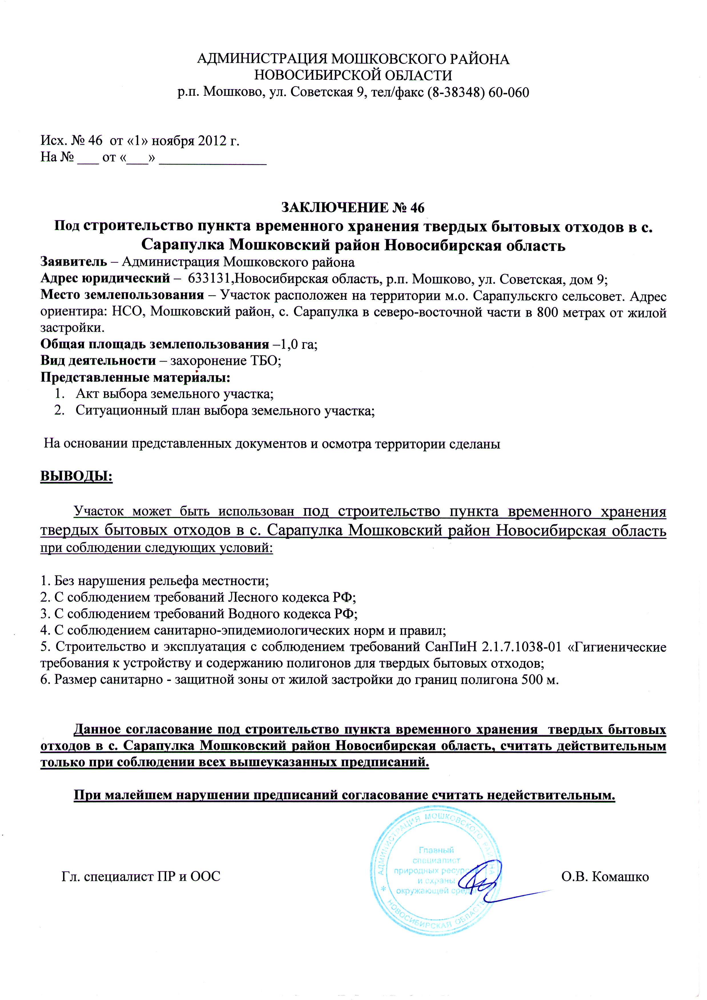 АДМИНИСТРАЦИЯ МОШКОВСКОГО РАЙОНА
НОВОСИБИРСКОЙ ОБЛАСТИ
р.п. Мошково, ул. Советская 9, тел/факс (8-38348) 60-060
Исх. № 46 от «1» ноября 2012 г.
На № ___ от «___» _______________
ЗАКЛЮЧЕНИЕ № 46
Под строительство пункта временного хранения твердых бытовых отходов в с.
Сарапулка Мошковский район Новосибирская область
Заявитель – Администрация Мошковского района
Адрес юридический – 633131,Новосибирская область, р.п. Мошково, ул. Советская, дом 9;
Место землепользования – Участок расположен на территории м.о. Сарапульскго сельсовет. Адрес
ориентира: НСО, Мошковский район, с. Сарапулка в северо-восточной части в 800 метрах от жилой
застройки.
Общая площадь землепользования –1,0 га;
Вид деятельности – захоронение ТБО;
Представленные материалы:
1. Акт выбора земельного участка;
2. Ситуационный план выбора земельного участка;
На основании представленных документов и осмотра территории сделаны
ВЫВОДЫ:
Участок может быть использован под строительство пункта временного хранения
твердых бытовых отходов в с. Сарапулка Мошковский район Новосибирская область
при соблюдении следующих условий:
1. Без нарушения рельефа местности;
2. С соблюдением требований Лесного кодекса РФ;
3. С соблюдением требований Водного кодекса РФ;
4. С соблюдением санитарно-эпидемиологических норм и правил;
5. Строительство и эксплуатация с соблюдением требований СанПиН 2.1.7.1038-01 «Гигиенические
требования к устройству и содержанию полигонов для твердых бытовых отходов;
6. Размер санитарно - защитной зоны от жилой застройки до границ полигона 500 м.
Данное согласование под строительство пункта временного хранения твердых бытовых
отходов в с. Сарапулка Мошковский район Новосибирская область, считать действительным
только при соблюдении всех вышеуказанных предписаний.
При малейшем нарушении предписаний согласование считать недействительным.
АДМИНИСТРАЦИЯ МОШКОВСКОГО РАЙОНА
Главный
специалист
природных ресурсов
и охраны
окружающей среды
* НОВОСИБИРСКАЯ ОБЛАСТЬ *
Гл. специалист ПР и ООС
О.В. Комашко